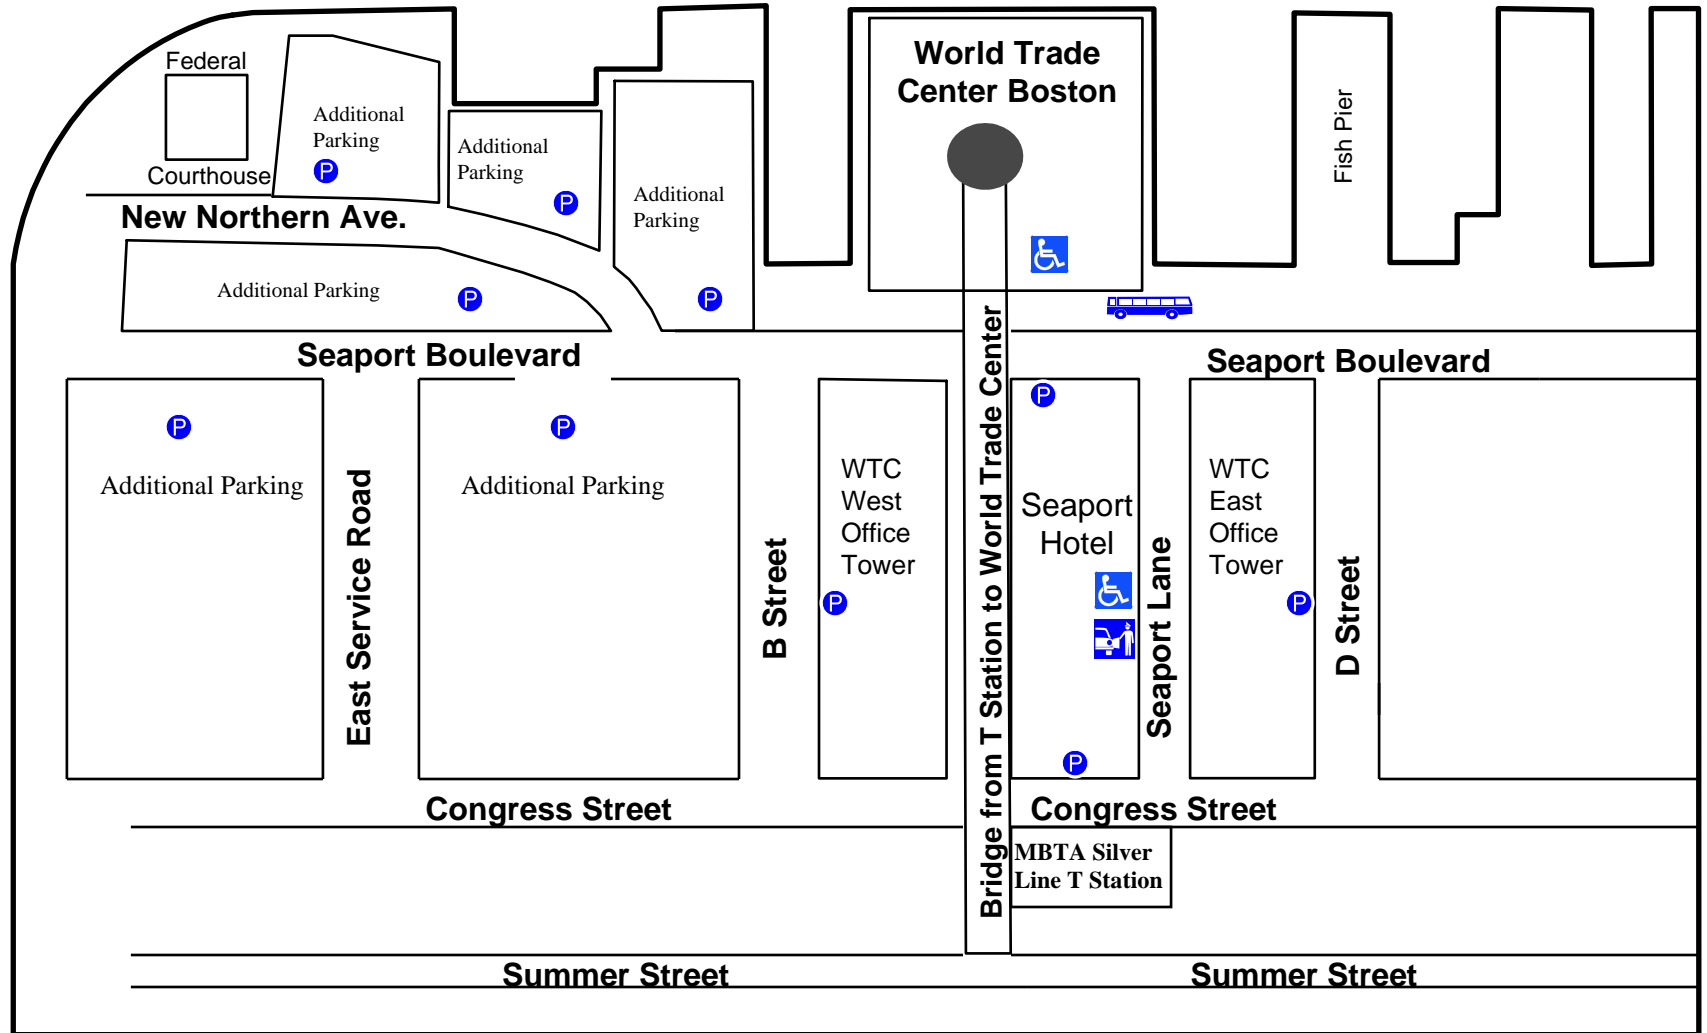 World Trade
Center Boston
Federal
Courthouse
Additional
Parking
P
Additional
Parking
P
Additional
Parking
P
Fish Pier
New Northern Ave.
Additional Parking
P
Seaport Boulevard
Seaport Boulevard
P
Additional Parking
East Service Road
P
Additional Parking
B Street
WTC
West
Office
Tower
P
Bridge from T Station to World Trade Center
P
Seaport
Hotel
P
Seaport Lane
WTC
East
Office
Tower
P
D Street
Congress Street
Congress Street
MBTA Silver
Line T Station
Summer Street
Summer Street